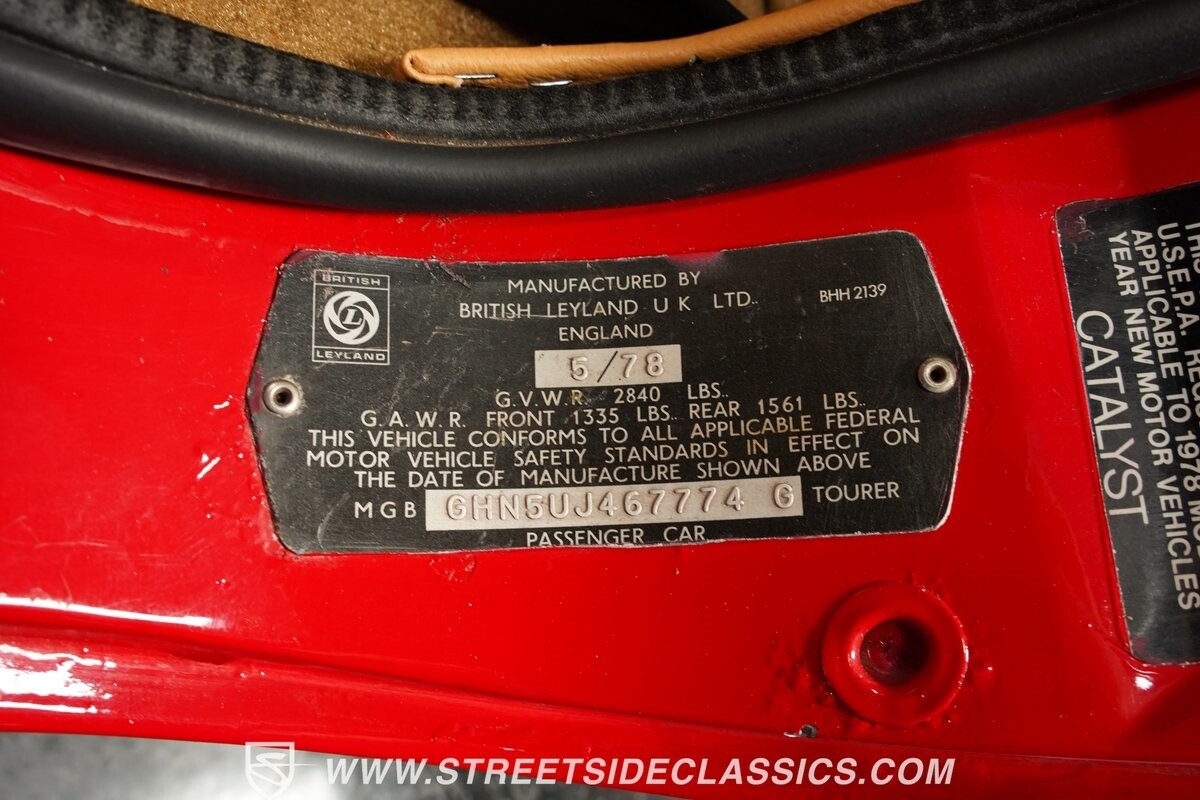 BRITISH
L
LEYLAND
MANUFACTURED BY
BRITISH LEYLAND U K LTD..
BHH 2139
ENGLAND
5/78
G.V.W.R. 2840 LBS..
G.A.W.R. FRONT 1335 LBS.. REAR 1561 LBS..
THIS VEHICLE CONFORMS TO ALL APPLICABLE FEDERAL
MOTOR VEHICLE SAFETY STANDARDS IN EFFECT ON
THE DATE OF MANUFACTURE SHOWN ABOVE
MGB GHN5UJ467774 G TOURER
PASSENGER CAR
U.S.E.P.A.
APPLICABLE TO 1978
YEAR NEW MOTOR VEHICLES
CATALYST
WWW.STREETSIDECLASSICS.COM